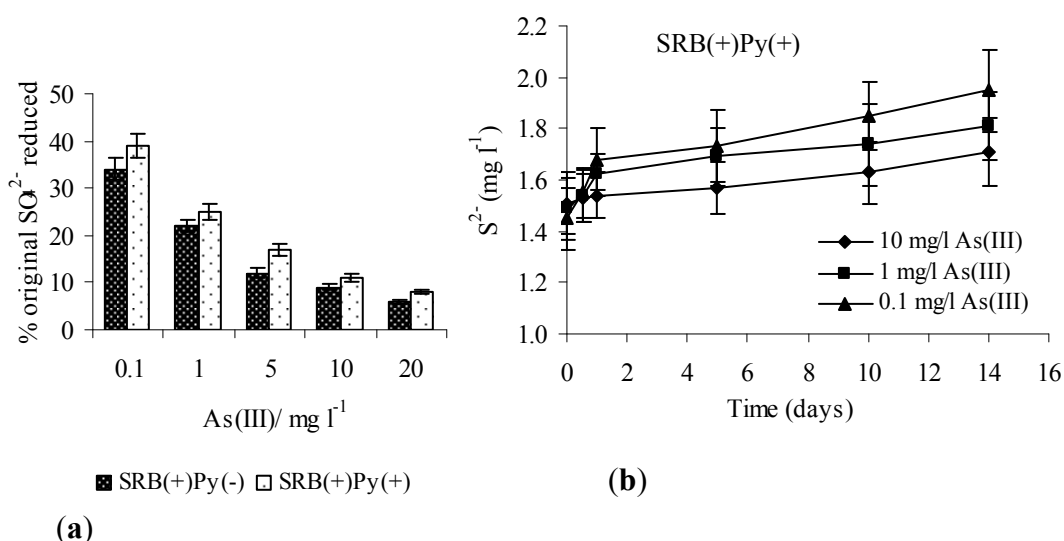 % original SO₄²⁻ reduced
50
40
30
20
10
0
0.1 1 5 10 20
As(III)/ mg l⁻¹
SRB(+)Py(-) SRB(+)Py(+)
(a)
SRB(+)Py(+)
S²⁻ (mg l⁻¹)
2.2
2.0
1.8
1.6
1.4
1.2
1.0
10 mg/l As(III)
1 mg/l As(III)
0.1 mg/l As(III)
0 2 4 6 8 10 12 14 16
Time (days)
(b)